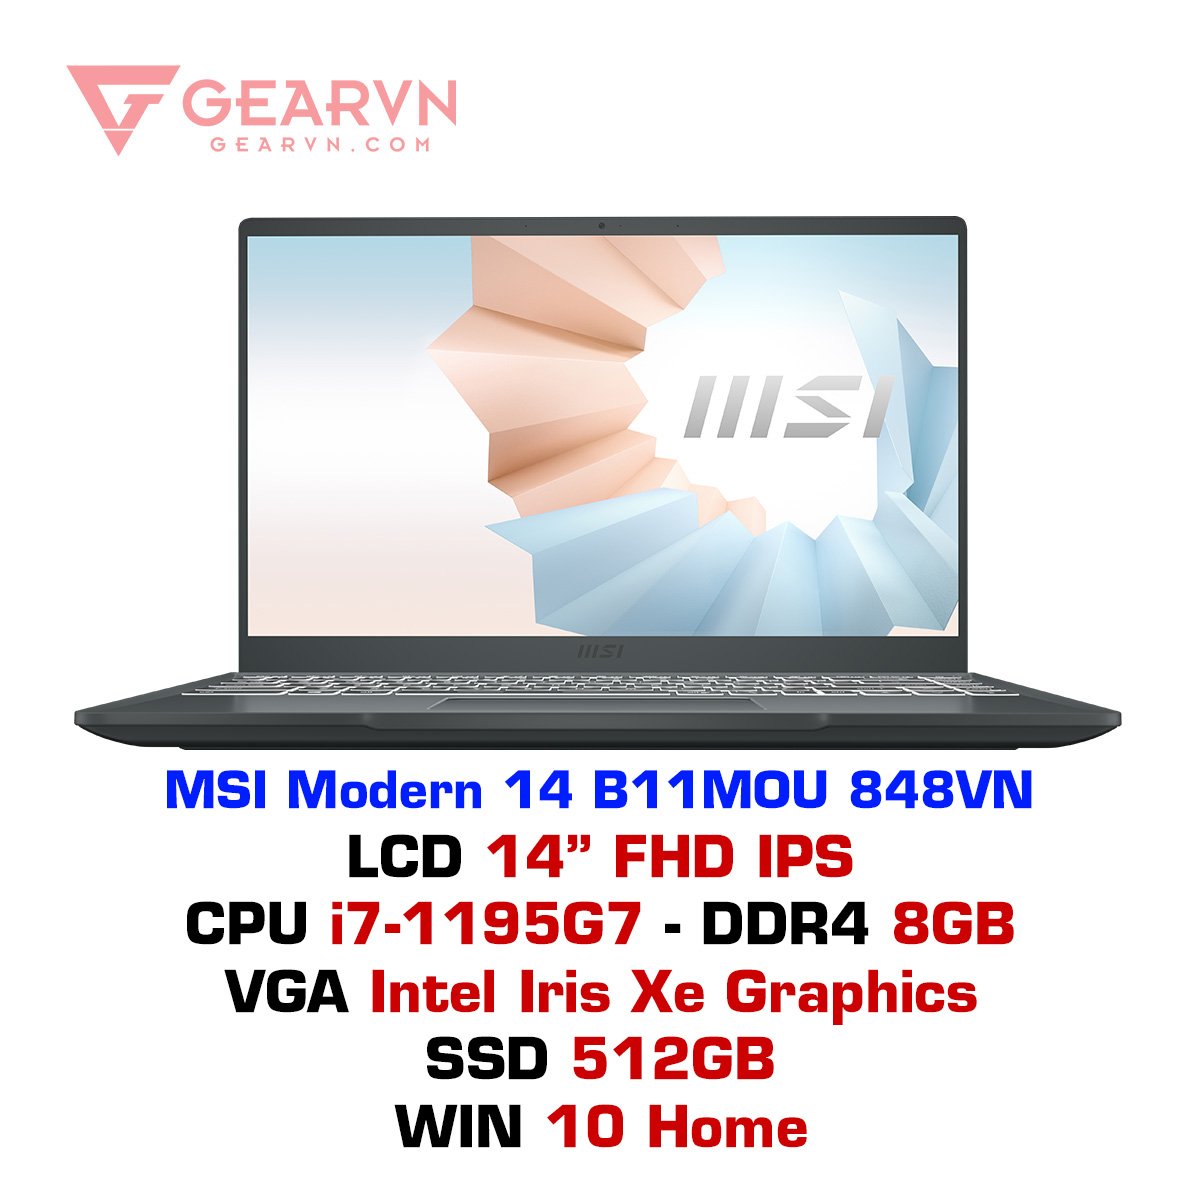 GEARVN
GEARVN.COM
msi
msi
MSI Modern 14 B11MOU 848VN
LCD 14” FHD IPS
CPU i7-1195G7 - DDR4 8GB
VGA Intel Iris Xe Graphics
SSD 512GB
WIN 10 Home